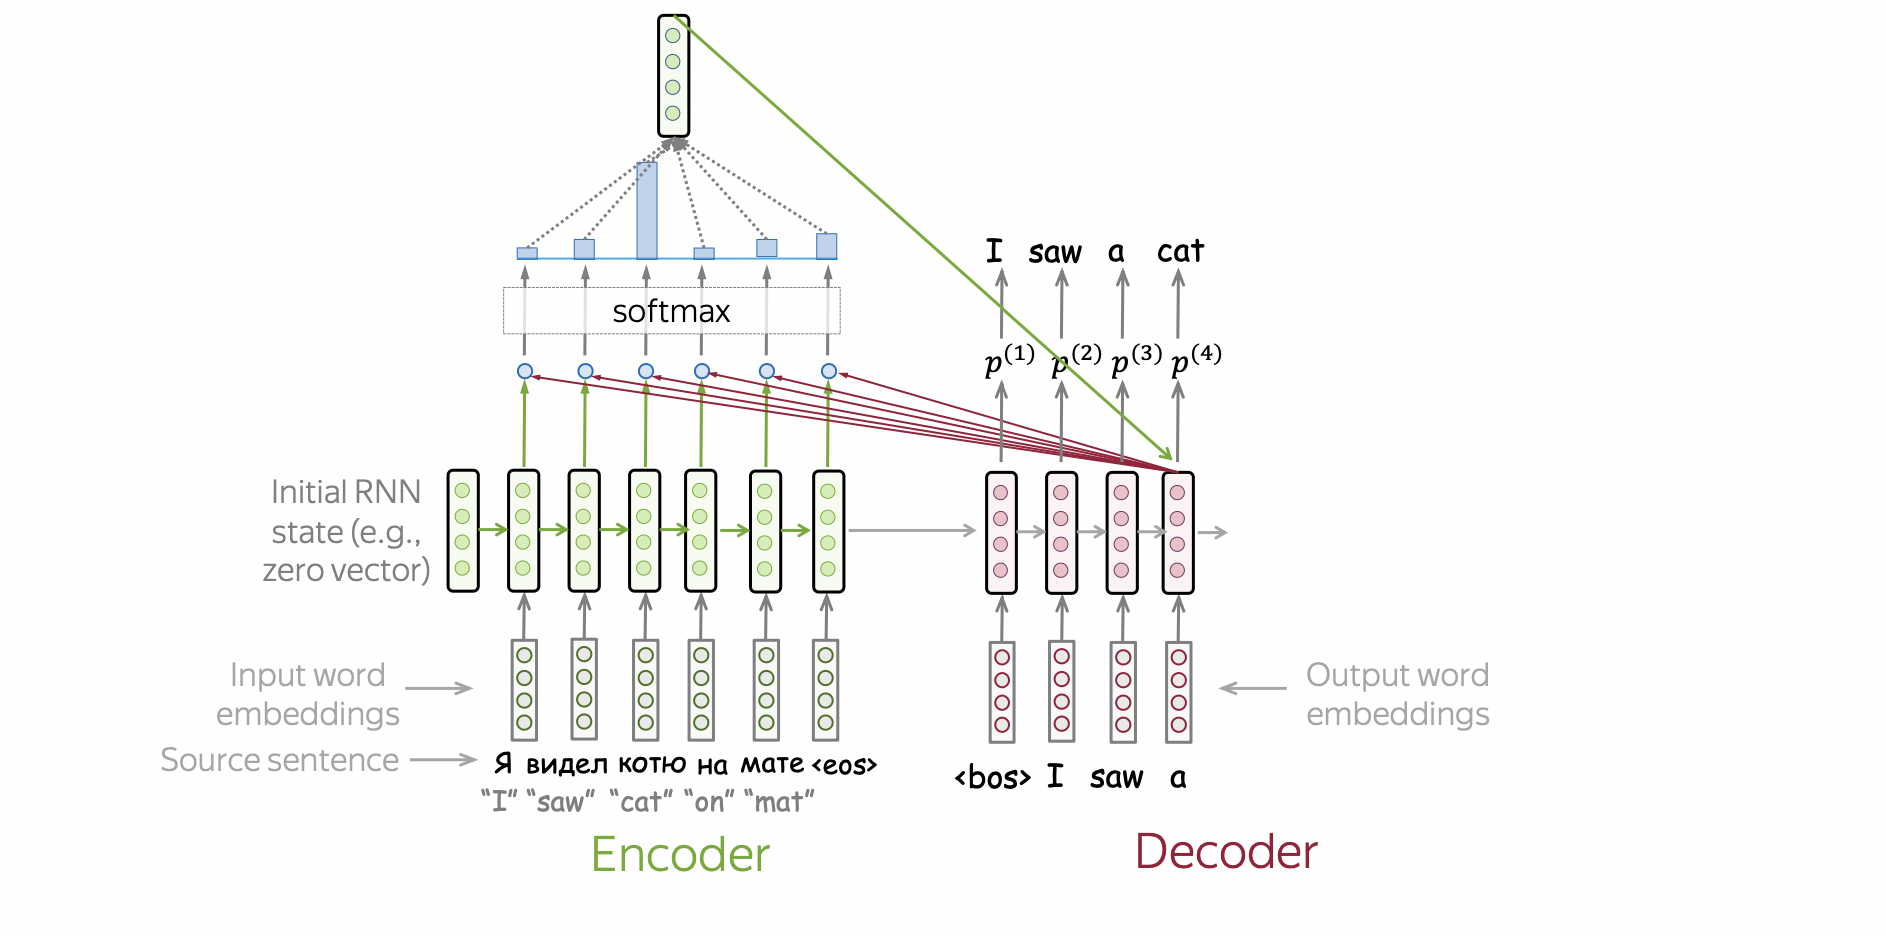 I saw a cat
softmax
p(1) p(2) p(3) p(4)
Initial RNN
state (e.g.,
zero vector)
Input word
embeddings
Output word
embeddings
Source sentence
Я видел котю на мате <eos>
"I" "saw" "cat" "on" "mat"
<bos> I saw a
Encoder
Decoder